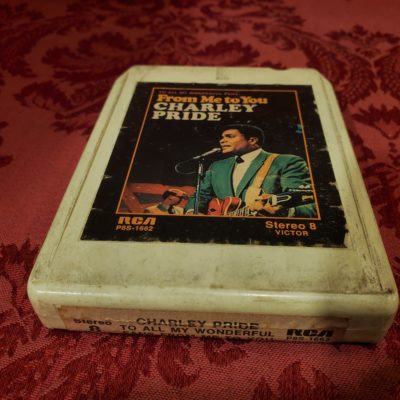 TO ALL MY WONDERFUL FANS
From Me to You
CHARLEY
PRIDE
RCA
P8S-1662
Stereo 8
VICTOR
Stereo
8
CHARLEY PRIDE
TO ALL MY WONDERFUL
RCA
P8S-1662